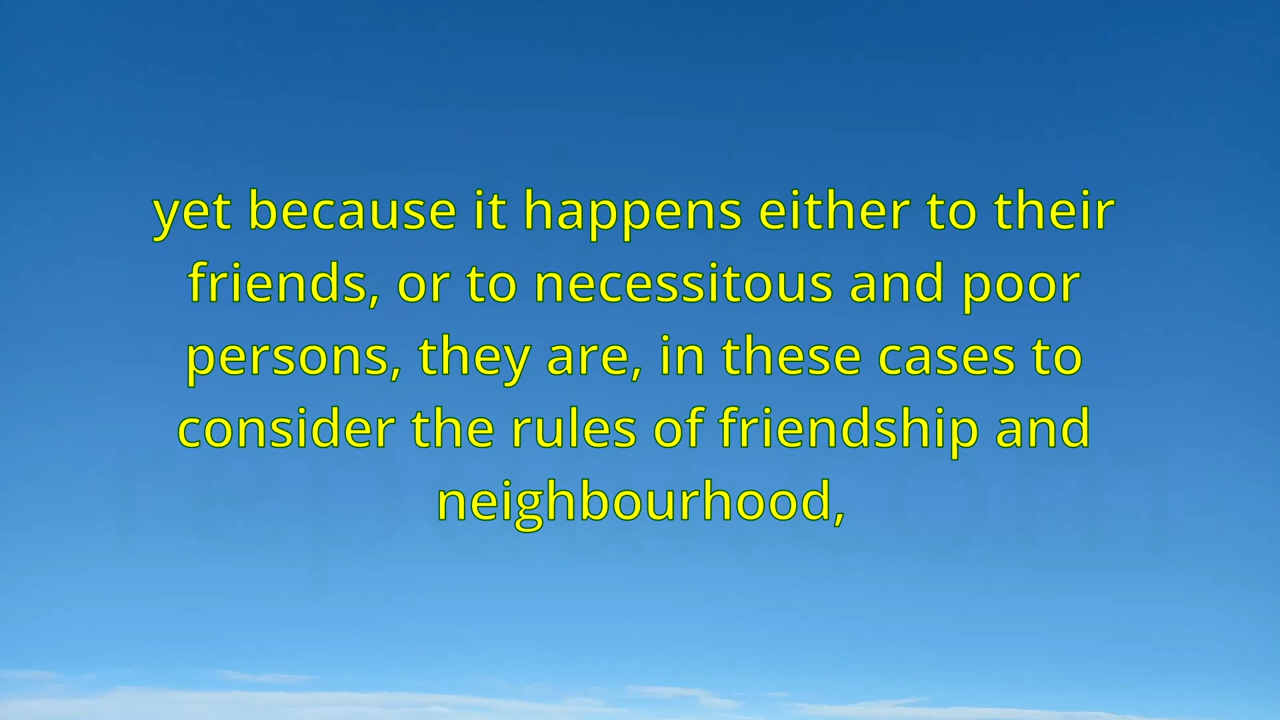 yet because it happens either to their
friends, or to necessitous and poor
persons, they are, in these cases to
consider the rules of friendship and
neighbourhood,